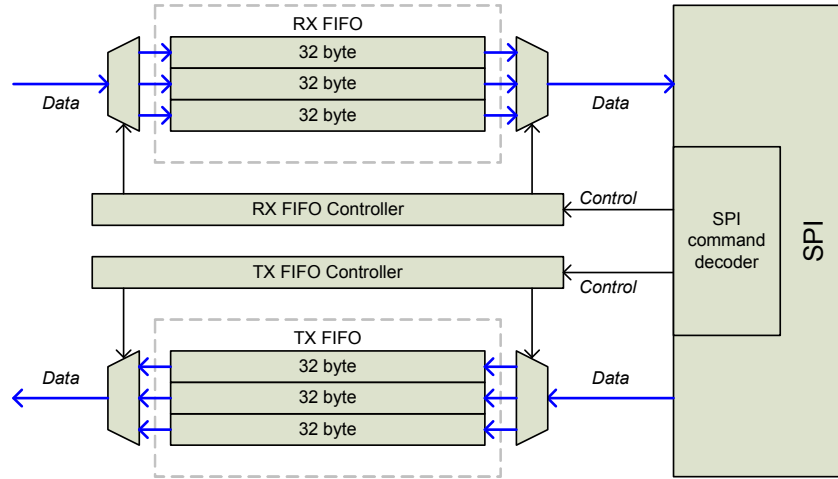 RX FIFO
32 byte
32 byte
32 byte
Data
Data
RX FIFO Controller
Control
SPI
command
decoder
SPI
TX FIFO Controller
Control
TX FIFO
32 byte
32 byte
32 byte
Data
Data